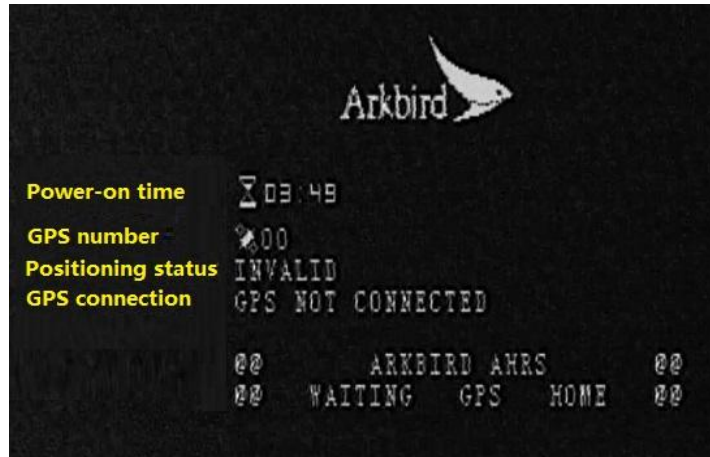 Arkbird
Power-on time 03:49
GPS number 00
Positioning status INVALID
GPS connection GPS NOT CONNECTED
@@ ARKBIRD AHRS @@
@@ WAITING GPS HOME @@